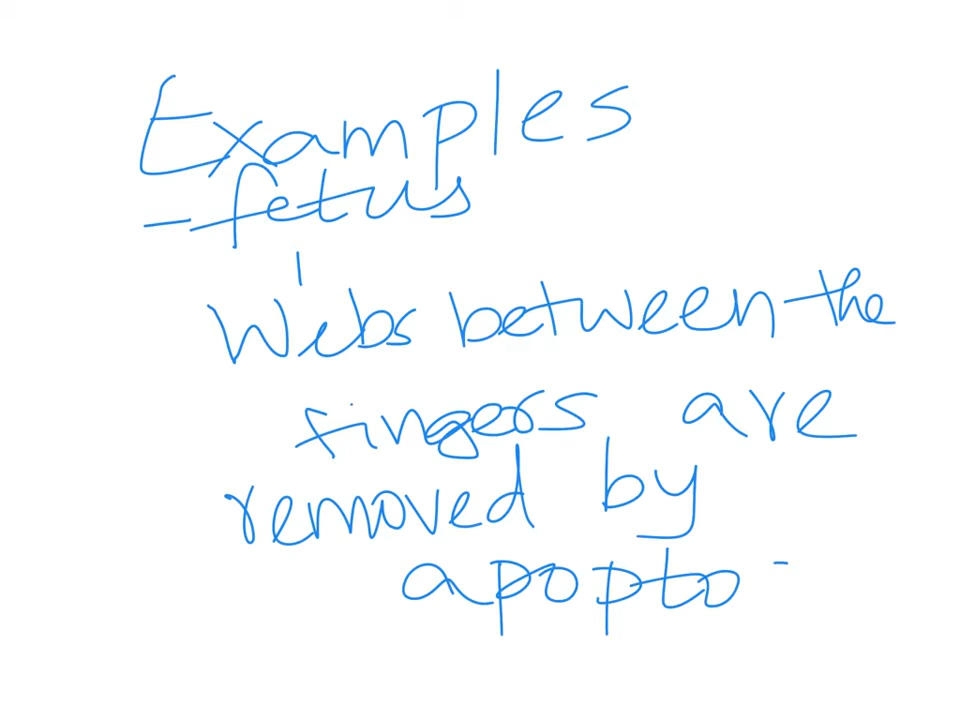 Examples
- fetus
Webs between the
fingers are
removed by
apopto -